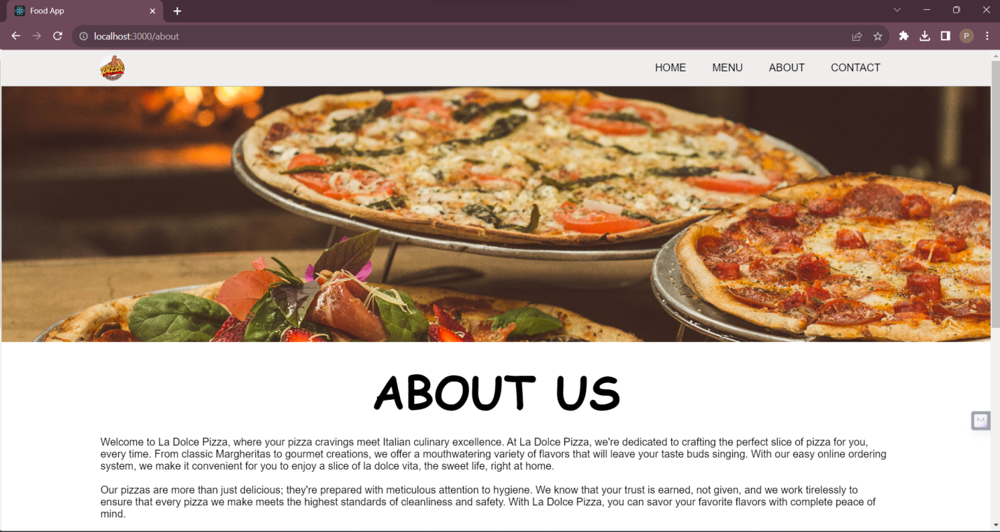 Food App
localhost:3000/about
P
Pizza
HOME MENU ABOUT CONTACT
ABOUT US
Welcome to La Dolce Pizza, where your pizza cravings meet Italian culinary excellence. At La Dolce Pizza, we're dedicated to crafting the perfect slice of pizza for you,
every time. From classic Margheritas to gourmet creations, we offer a mouthwatering variety of flavors that will leave your taste buds singing. With our easy online ordering
system, we make it convenient for you to enjoy a slice of la dolce vita, the sweet life, right at home.
Our pizzas are more than just delicious; they're prepared with meticulous attention to hygiene. We know that your trust is earned, not given, and we work tirelessly to
ensure that every pizza we make meets the highest standards of cleanliness and safety. With La Dolce Pizza, you can savor your favorite flavors with complete peace of
mind.